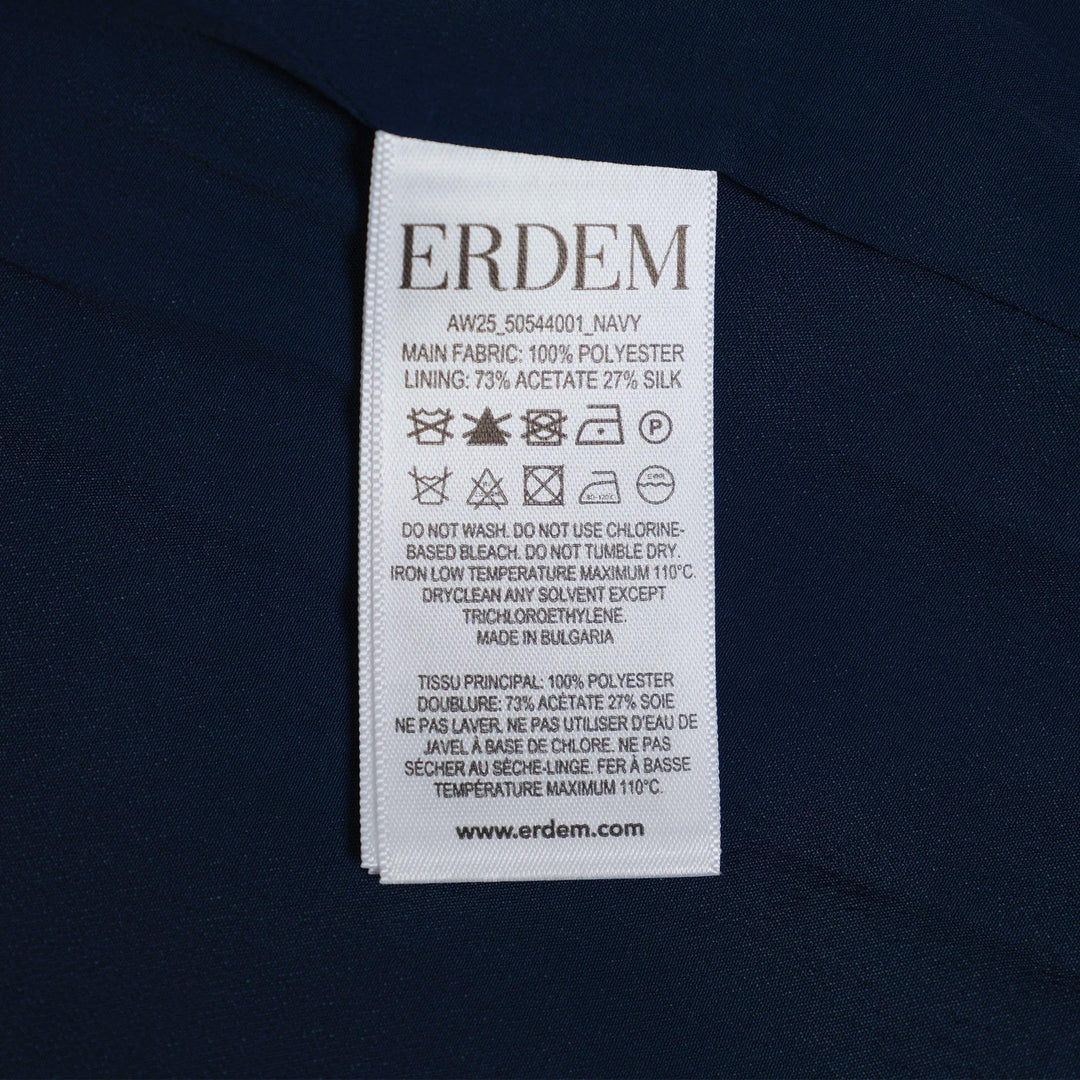 ERDEM
AW25_50544001_NAVY
MAIN FABRIC: 100% POLYESTER
LINING: 73% ACETATE 27% SILK
P
DO NOT WASH. DO NOT USE CHLORINE-
BASED BLEACH. DO NOT TUMBLE DRY.
IRON LOW TEMPERATURE MAXIMUM 110°C.
DRYCLEAN ANY SOLVENT EXCEPT
TRICHLOROETHYLENE.
MADE IN BULGARIA
TISSU PRINCIPAL: 100% POLYESTER
DOUBLURE: 73% ACÉTATE 27% SOIE
NE PAS LAVER. NE PAS UTILISER D'EAU DE
JAVEL À BASE DE CHLORE. NE PAS
SÉCHER AU SÈCHE-LINGE. FER À BASSE
TEMPÉRATURE MAXIMUM 110°C.
www.erdem.com